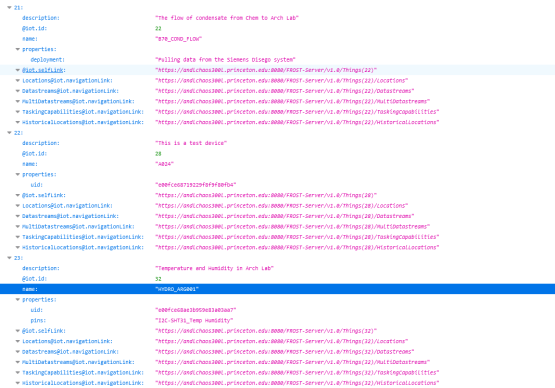 21:
description: "The flow of condensate from Chem to Arch Lab"
@iot.id: 22
name: "B70_COND_FLOW"
properties:
deployment: "Pulling data from the Siemens Disego system"
@iot.selfLink: "https://andlchaos300l.princeton.edu:8080/FROST-Server/v1.0/Things(22)"
Locations@iot.navigationLink: "https://andlchaos300l.princeton.edu:8080/FROST-Server/v1.0/Things(22)/Locations"
Datastreams@iot.navigationLink: "https://andlchaos300l.princeton.edu:8080/FROST-Server/v1.0/Things(22)/Datastreams"
MultiDatastreams@iot.navigationLink: "https://andlchaos300l.princeton.edu:8080/FROST-Server/v1.0/Things(22)/MultiDatastreams"
TaskingCapabilities@iot.navigationLink: "https://andlchaos300l.princeton.edu:8080/FROST-Server/v1.0/Things(22)/TaskingCapabilities"
HistoricalLocations@iot.navigationLink: "https://andlchaos300l.princeton.edu:8080/FROST-Server/v1.0/Things(22)/HistoricalLocations"
22:
description: "This is a test device"
@iot.id: 28
name: "A024"
properties:
uid:
@iot.selfLink: "https://andlchaos300l.princeton.edu:8080/FROST-Server/v1.0/Things(28)"
Locations@iot.navigationLink: "https://andlchaos300l.princeton.edu:8080/FROST-Server/v1.0/Things(28)/Locations"
Datastreams@iot.navigationLink: "https://andlchaos300l.princeton.edu:8080/FROST-Server/v1.0/Things(28)/Datastreams"
MultiDatastreams@iot.navigationLink: "https://andlchaos300l.princeton.edu:8080/FROST-Server/v1.0/Things(28)/MultiDatastreams"
TaskingCapabilities@iot.navigationLink: "https://andlchaos300l.princeton.edu:8080/FROST-Server/v1.0/Things(28)/TaskingCapabilities"
HistoricalLocations@iot.navigationLink: "https://andlchaos300l.princeton.edu:8080/FROST-Server/v1.0/Things(28)/HistoricalLocations"
23:
description: "Temperature and Humidity in Arch Lab"
@iot.id: 32
name: "HYDRO_ARG001"
properties:
uid:
pins: "I2C-SHT31_Temp Humidity"
@iot.selfLink: "https://andlchaos300l.princeton.edu:8080/FROST-Server/v1.0/Things(32)"
Locations@iot.navigationLink: "https://andlchaos300l.princeton.edu:8080/FROST-Server/v1.0/Things(32)/Locations"
Datastreams@iot.navigationLink: "https://andlchaos300l.princeton.edu:8080/FROST-Server/v1.0/Things(32)/Datastreams"
MultiDatastreams@iot.navigationLink: "https://andlchaos300l.princeton.edu:8080/FROST-Server/v1.0/Things(32)/MultiDatastreams"
TaskingCapabilities@iot.navigationLink: "https://andlchaos300l.princeton.edu:8080/FROST-Server/v1.0/Things(32)/TaskingCapabilities"
HistoricalLocations@iot.navigationLink: "https://andlchaos300l.princeton.edu:8080/FROST-Server/v1.0/Things(32)/HistoricalLocations"